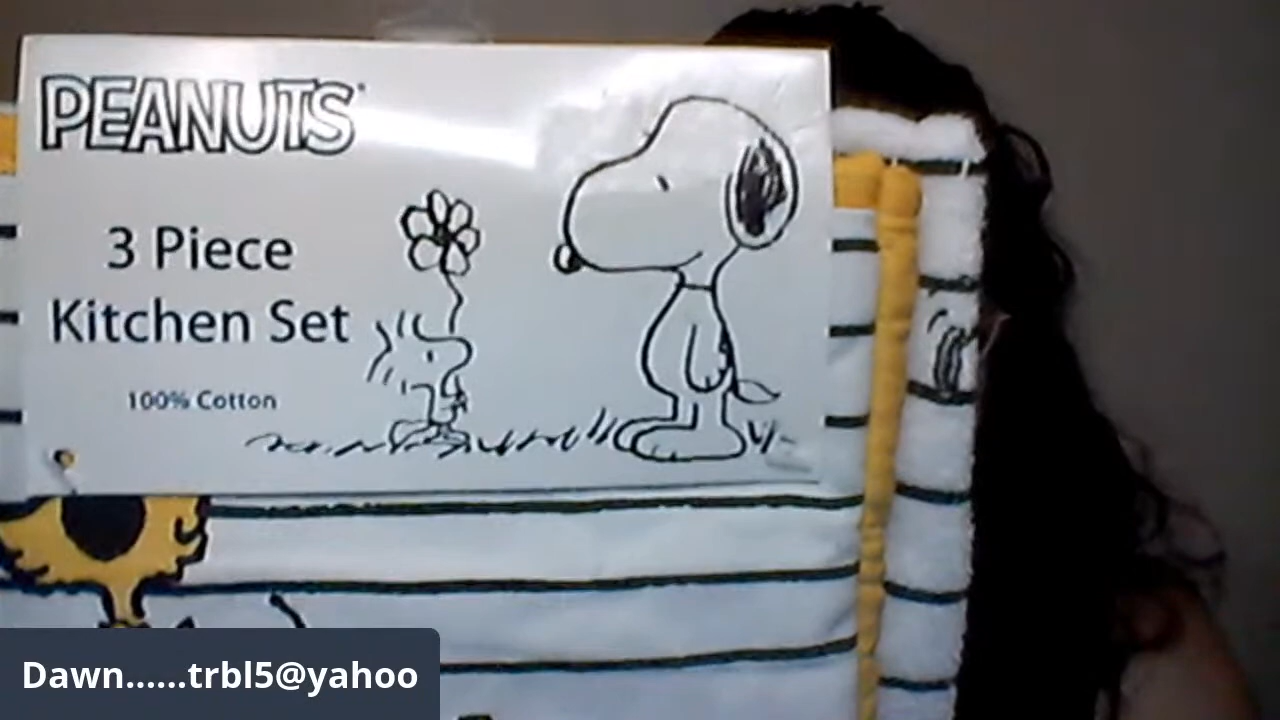 PEANUTS
3 Piece
Kitchen Set
100% Cotton
Dawn......trbl5@yahoo